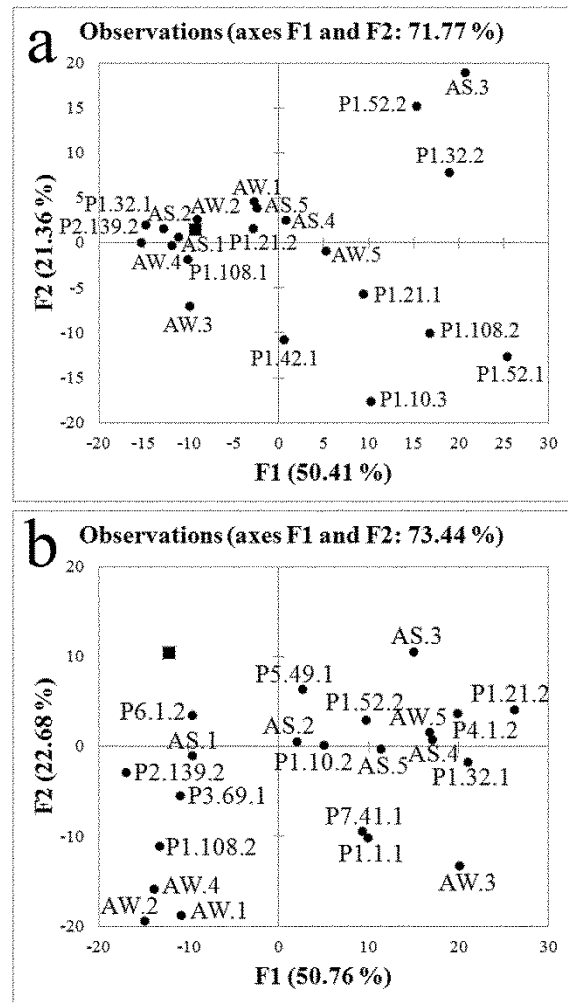 a
Observations (axes F1 and F2: 71.77 %)
20
AS.3
P1.52.2
15
10
P1.32.2
AW.1
5
P1.32.1
AS.2
AW.2
AS.5
AS.4
P2.139.2
0
AW.4
AS.1
P1.21.2
AW.5
P1.108.1
-5
P1.21.1
AW.3
-10
P1.108.2
P1.42.1
P1.52.1
-15
P1.10.3
-20
-20 -15 -10 -5 0 5 10 15 20 25 30
F2 (21.36 %)
F1 (50.41 %)
b
Observations (axes F1 and F2: 73.44 %)
20
10
AS.3
P5.49.1
P6.1.2
P1.52.2
P1.21.2
AW.5
AS.2
P4.1.2
0
AS.1
AS.4
P1.10.2
AS.5
P2.139.2
P1.32.1
P3.69.1
P7.41.1
-10
P1.108.2
P1.1.1
AW.4
AW.3
AW.2
AW.1
-20
-20 -10 0 10 20 30
F2 (22.68 %)
F1 (50.76 %)